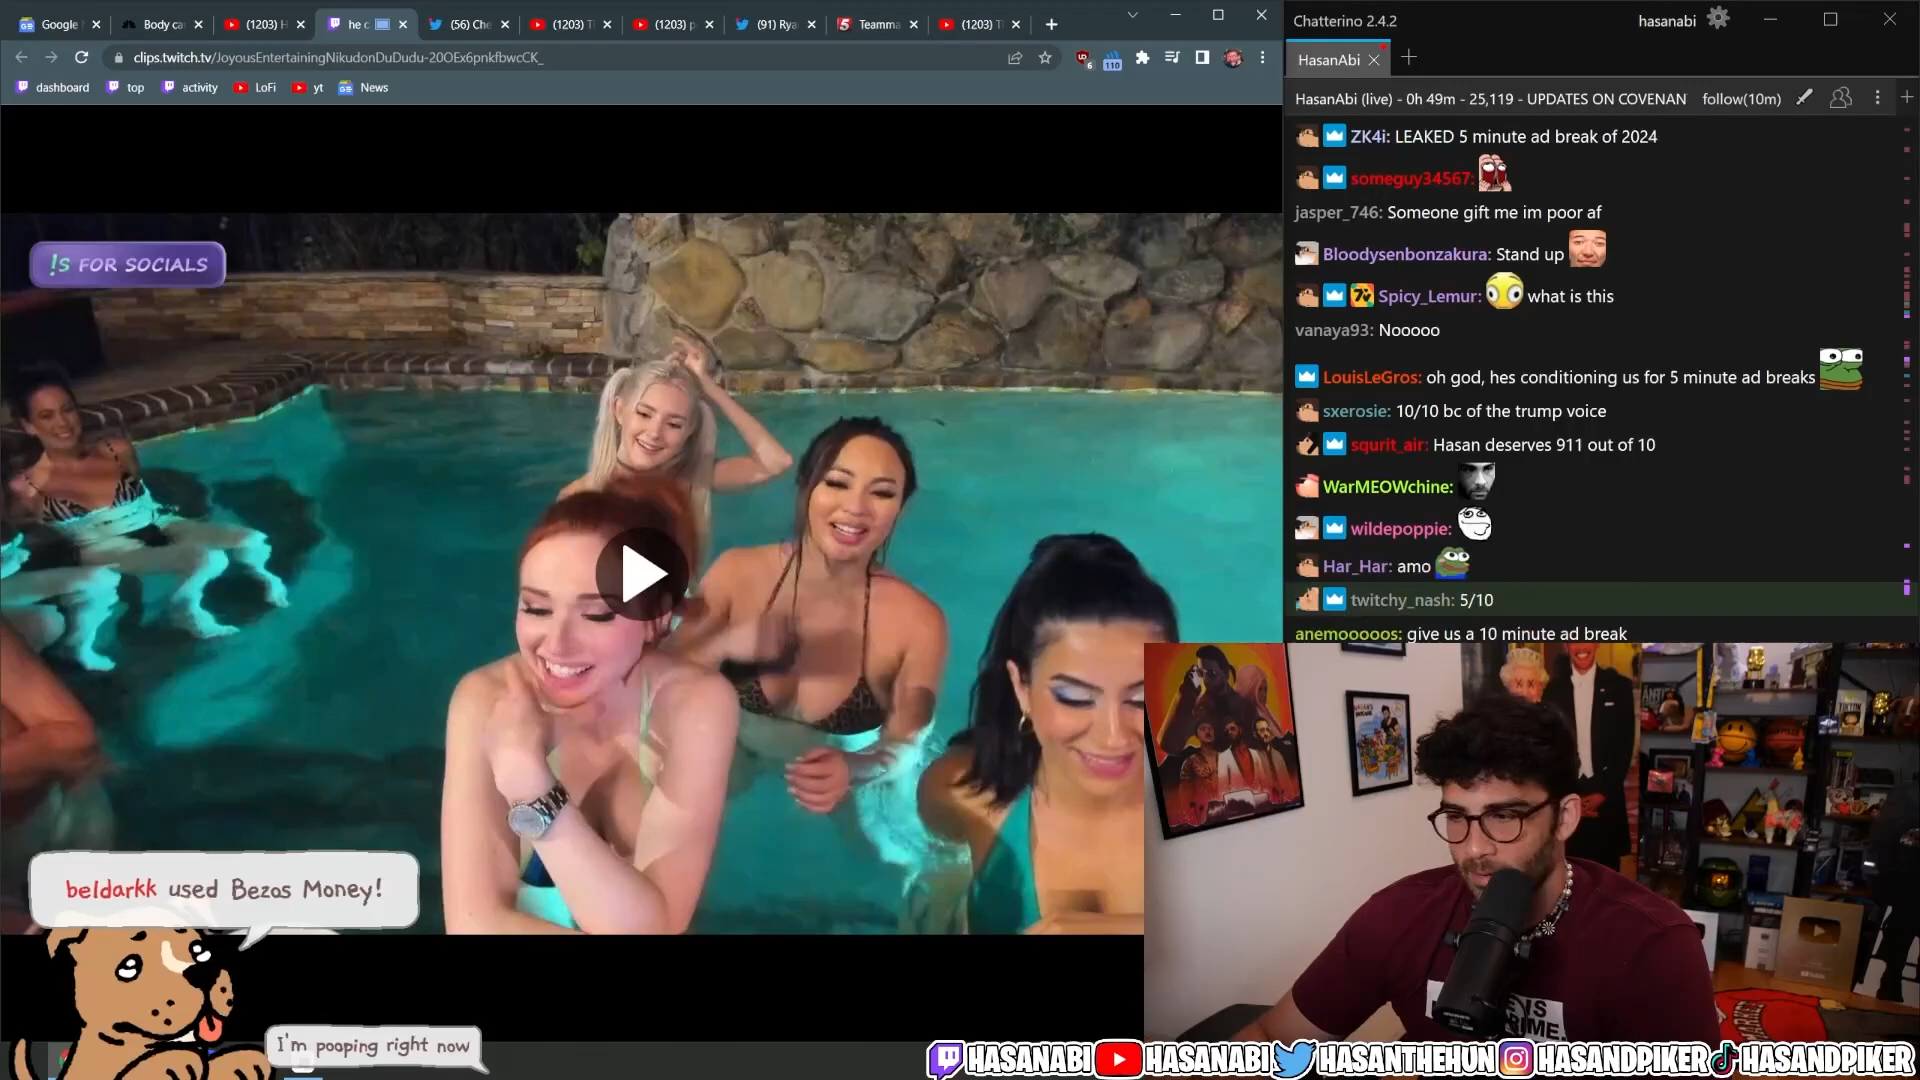 Google
Body ca
(1203) H
he c
(56) Che
(1203) T
(1203) p
(91) Rya
Teamma
(1203) T
clips.twitch.tv/JoyousEntertainingNikudonDuDudu-20OEx6pnkfbwcCK_
6
110
dashboard
top
activity
LoFi
yt
News
!S FOR SOCIALS
beldarkk used Bezos Money!
I'm pooping right now
Chatterino 2.4.2
hasanabi
HasanAbi
HasanAbi (live) - 0h 49m - 25,119 - UPDATES ON COVENAN
follow(10m)
ZK4i: LEAKED 5 minute ad break of 2024
someguy34567:
jasper_746: Someone gift me im poor af
Bloodysenbonzakura: Stand up
Spicy_Lemur: what is this
vanaya93: Nooooo
LouisLeGros: oh god, hes conditioning us for 5 minute ad breaks
sxerosie: 10/10 bc of the trump voice
squrit_air: Hasan deserves 911 out of 10
WarMEOWchine:
wildepoppie:
Har_Har: amo
twitchy_nash: 5/10
anemooooos: give us a 10 minute ad break
HASANABI
HASANABI
HASANTHEHUN
HASANDPIKER
HASANDPIKER